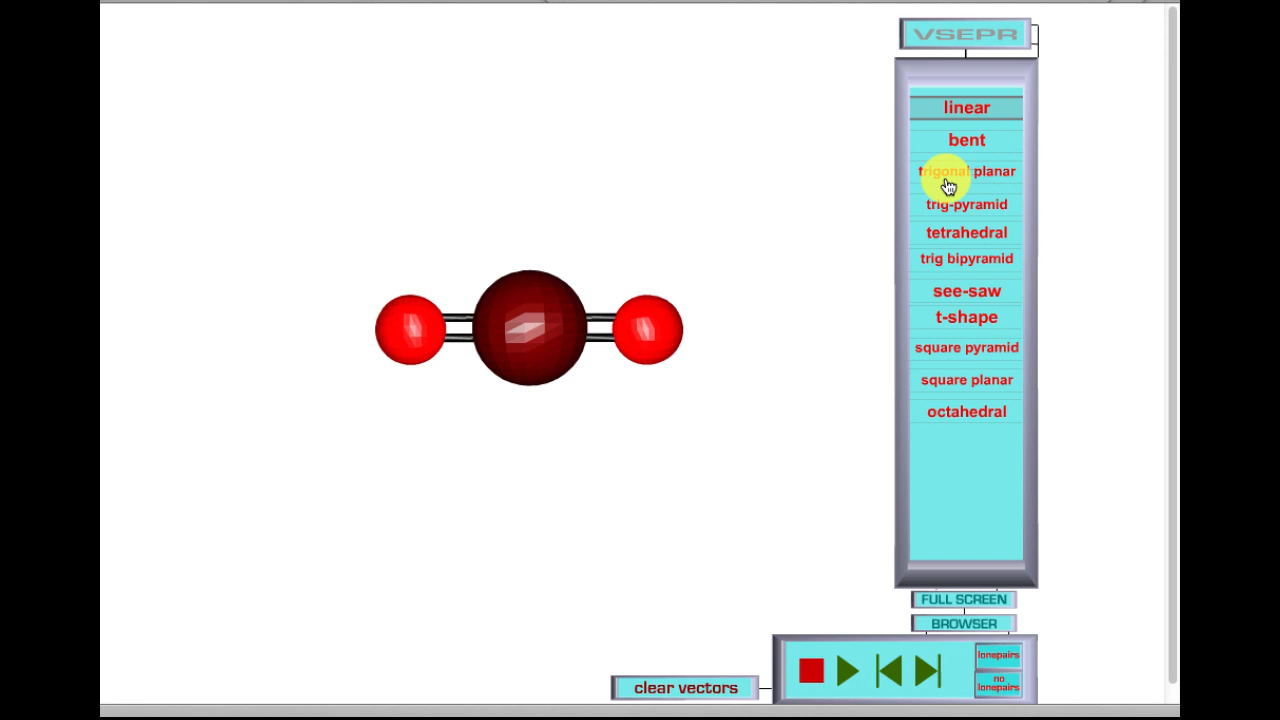 VSEPR
linear
bent
trigonal planar
trig-pyramid
tetrahedral
trig bipyramid
see-saw
t-shape
square pyramid
square planar
octahedral
FULL SCREEN
BROWSER
lonepairs
no
lonepairs
clear vectors